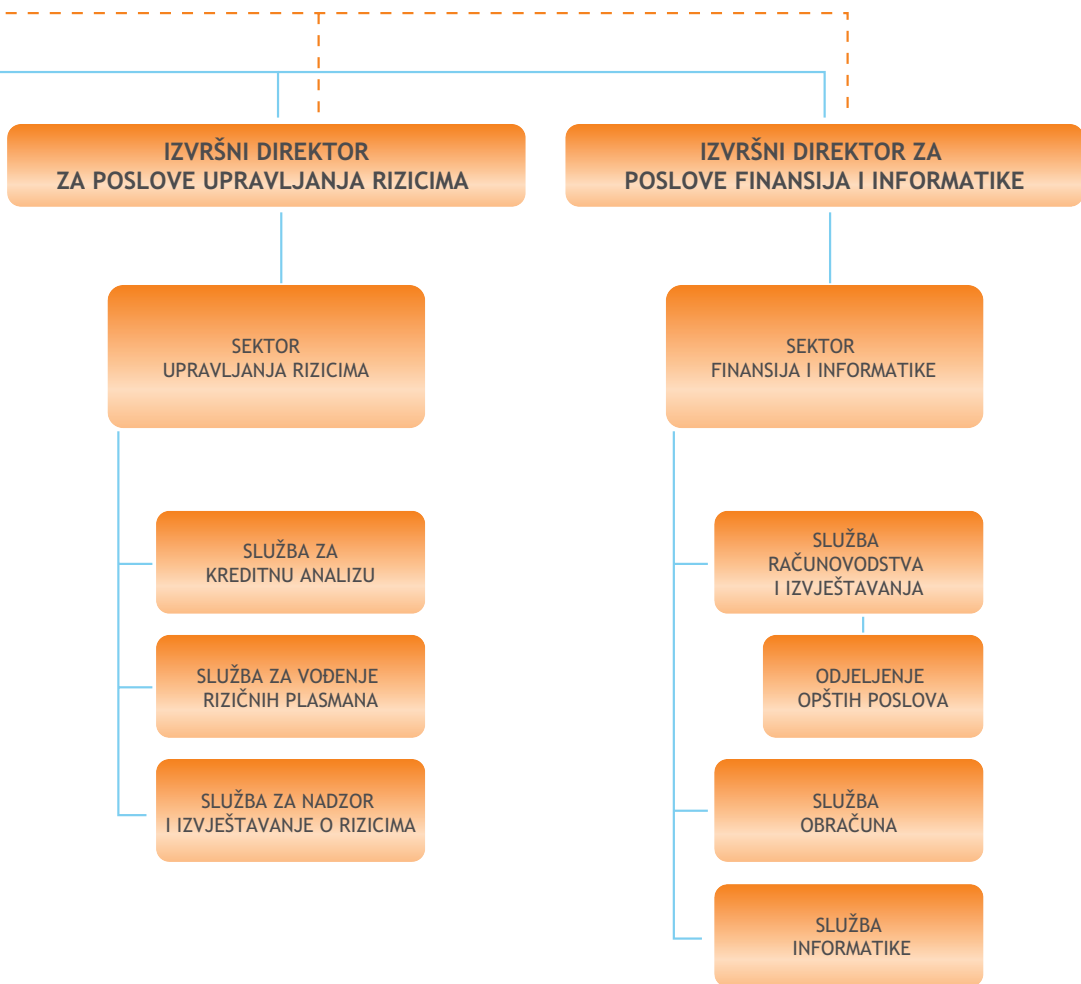 IZVRŠNI DIREKTOR
ZA POSLOVE UPRAVLJANJA RIZICIMA
IZVRŠNI DIREKTOR ZA
POSLOVE FINANSIJA I INFORMATIKE
SEKTOR
UPRAVLJANJA RIZICIMA
SEKTOR
FINANSIJA I INFORMATIKE
SLUŽBA ZA
KREDITNU ANALIZU
SLUŽBA ZA VOĐENJE
RIZIČNIH PLASMANA
SLUŽBA ZA NADZOR
I IZVJEŠTAVANJE O RIZICIMA
SLUŽBA
RAČUNOVODSTVA
I IZVJEŠTAVANJA
ODJELJENJE
OPŠTIH POSLOVA
SLUŽBA
OBRAČUNA
SLUŽBA
INFORMATIKE